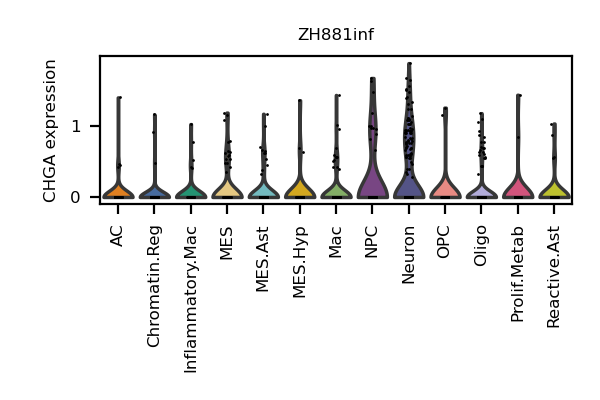 ZH881inf
CHGA expression
1
0
AC
Chromatin.Reg
Inflammatory.Mac
MES
MES.Ast
MES.Hyp
Mac
NPC
Neuron
OPC
Oligo
Prolif.Metab
Reactive.Ast